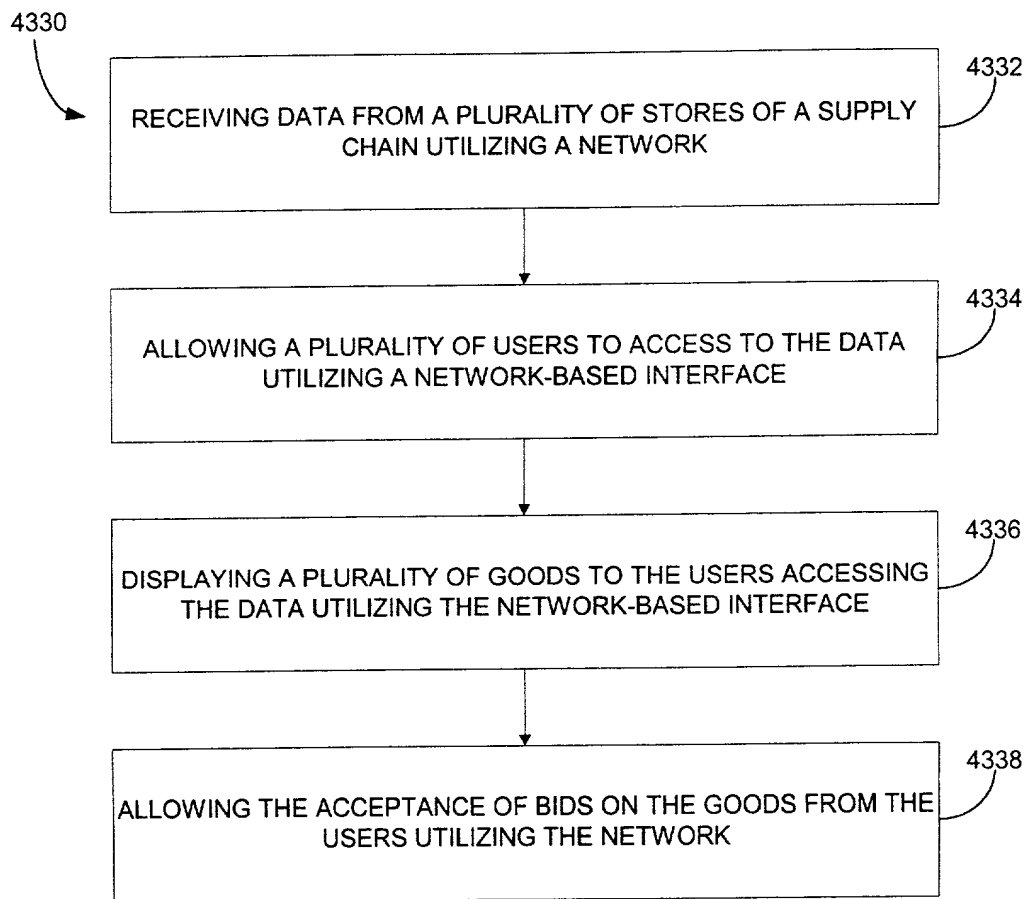 4330
4332
RECEIVING DATA FROM A PLURALITY OF STORES OF A SUPPLY
CHAIN UTILIZING A NETWORK
4334
ALLOWING A PLURALITY OF USERS TO ACCESS TO THE DATA
UTILIZING A NETWORK-BASED INTERFACE
4336
DISPLAYING A PLURALITY OF GOODS TO THE USERS ACCESSING
THE DATA UTILIZING THE NETWORK-BASED INTERFACE
4338
ALLOWING THE ACCEPTANCE OF BIDS ON THE GOODS FROM THE
USERS UTILIZING THE NETWORK